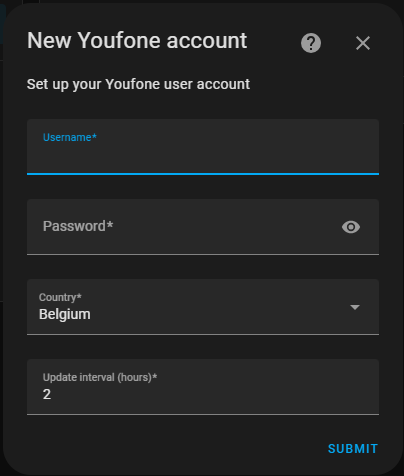 New Youfone account
Set up your Youfone user account
Username*
Password*
Country*
Belgium
Update interval (hours)*
2
SUBMIT